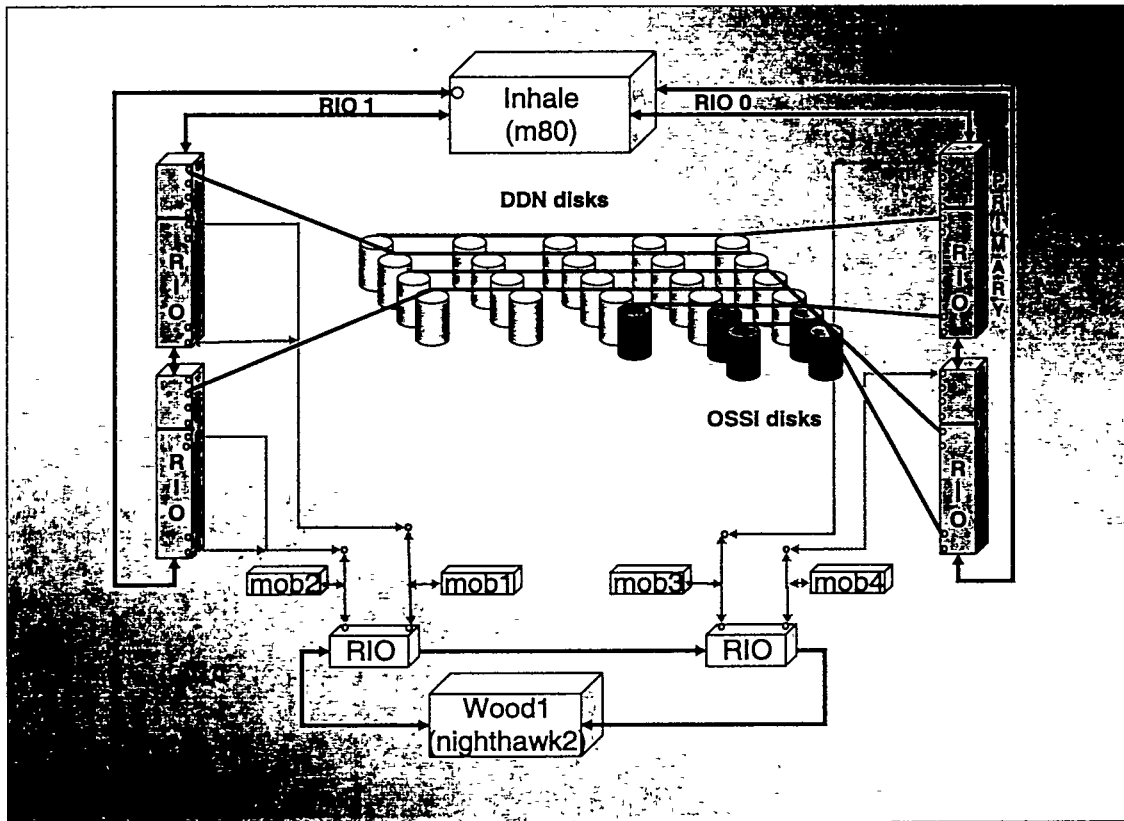 Inhale
(m80)
RIO 1
RIO 0
DDN disks
PRIMARY
RIO
RIO
RIO
RIO
OSSI disks
mob2
mob1
mob3
mob4
RIO
RIO
Wood1
(nighthawk2)